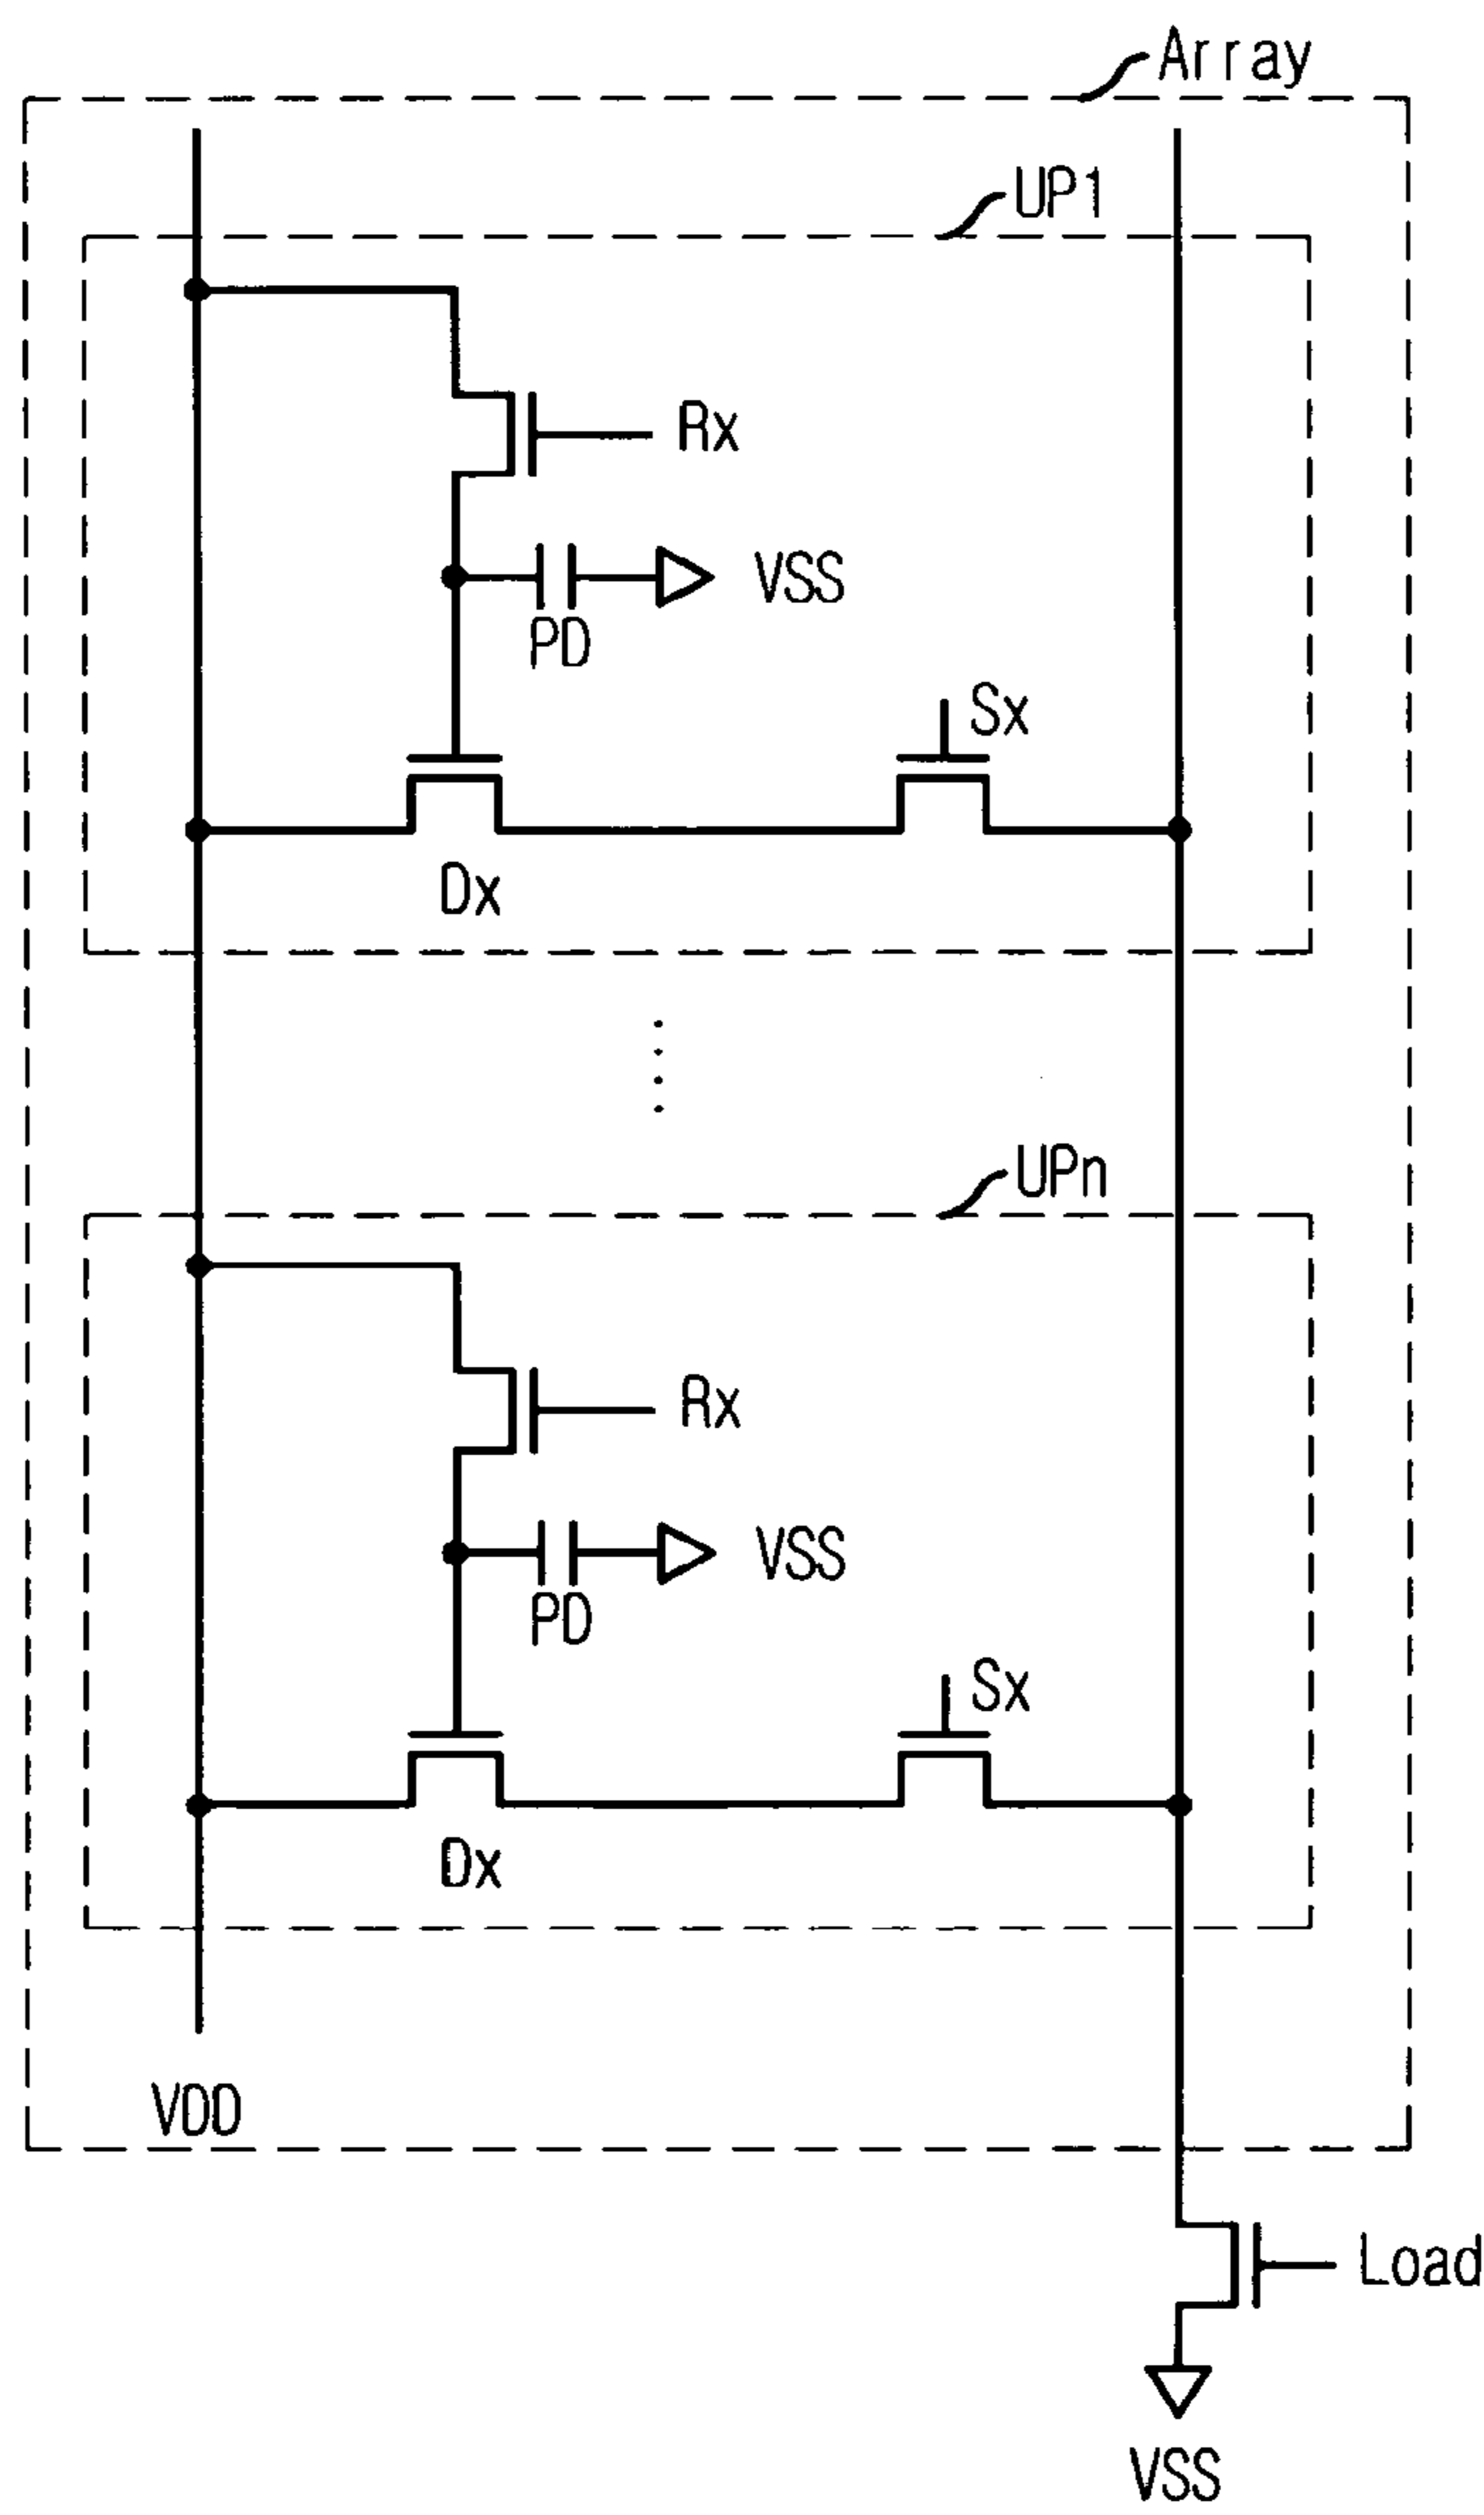 Array
UP1
Rx
VSS
PD
Sx
Dx
UPn
Rx
VSS
PD
Sx
Dx
VDD
Load
VSS